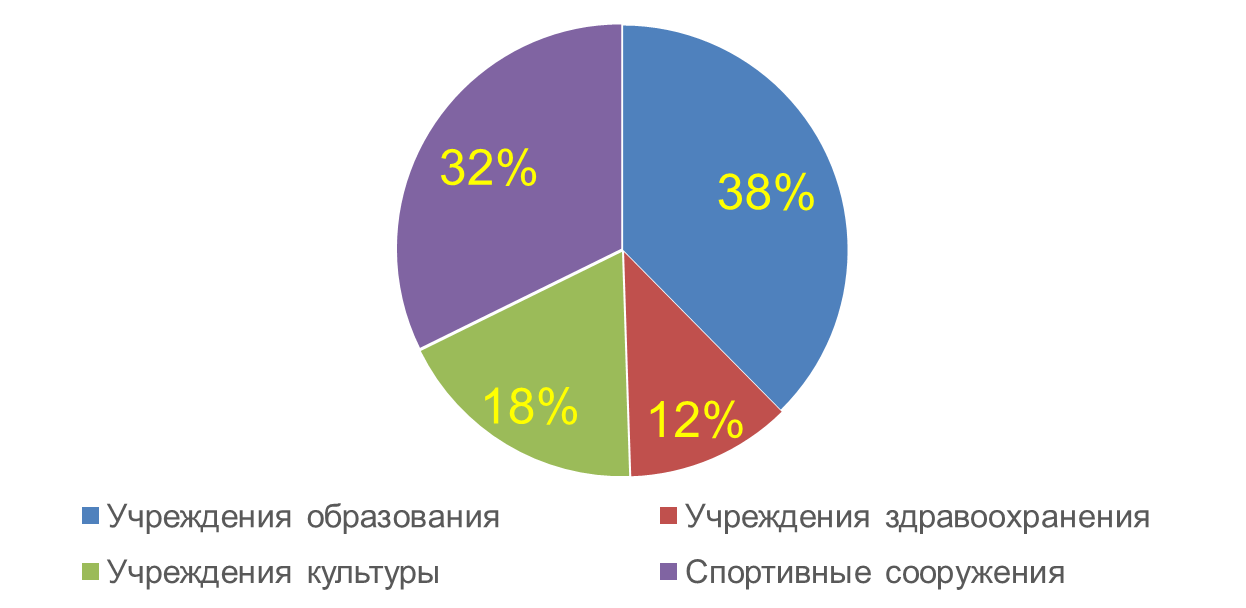 32%
38%
18%
12%
Учреждения образования
Учреждения здравоохранения
Учреждения культуры
Спортивные сооружения